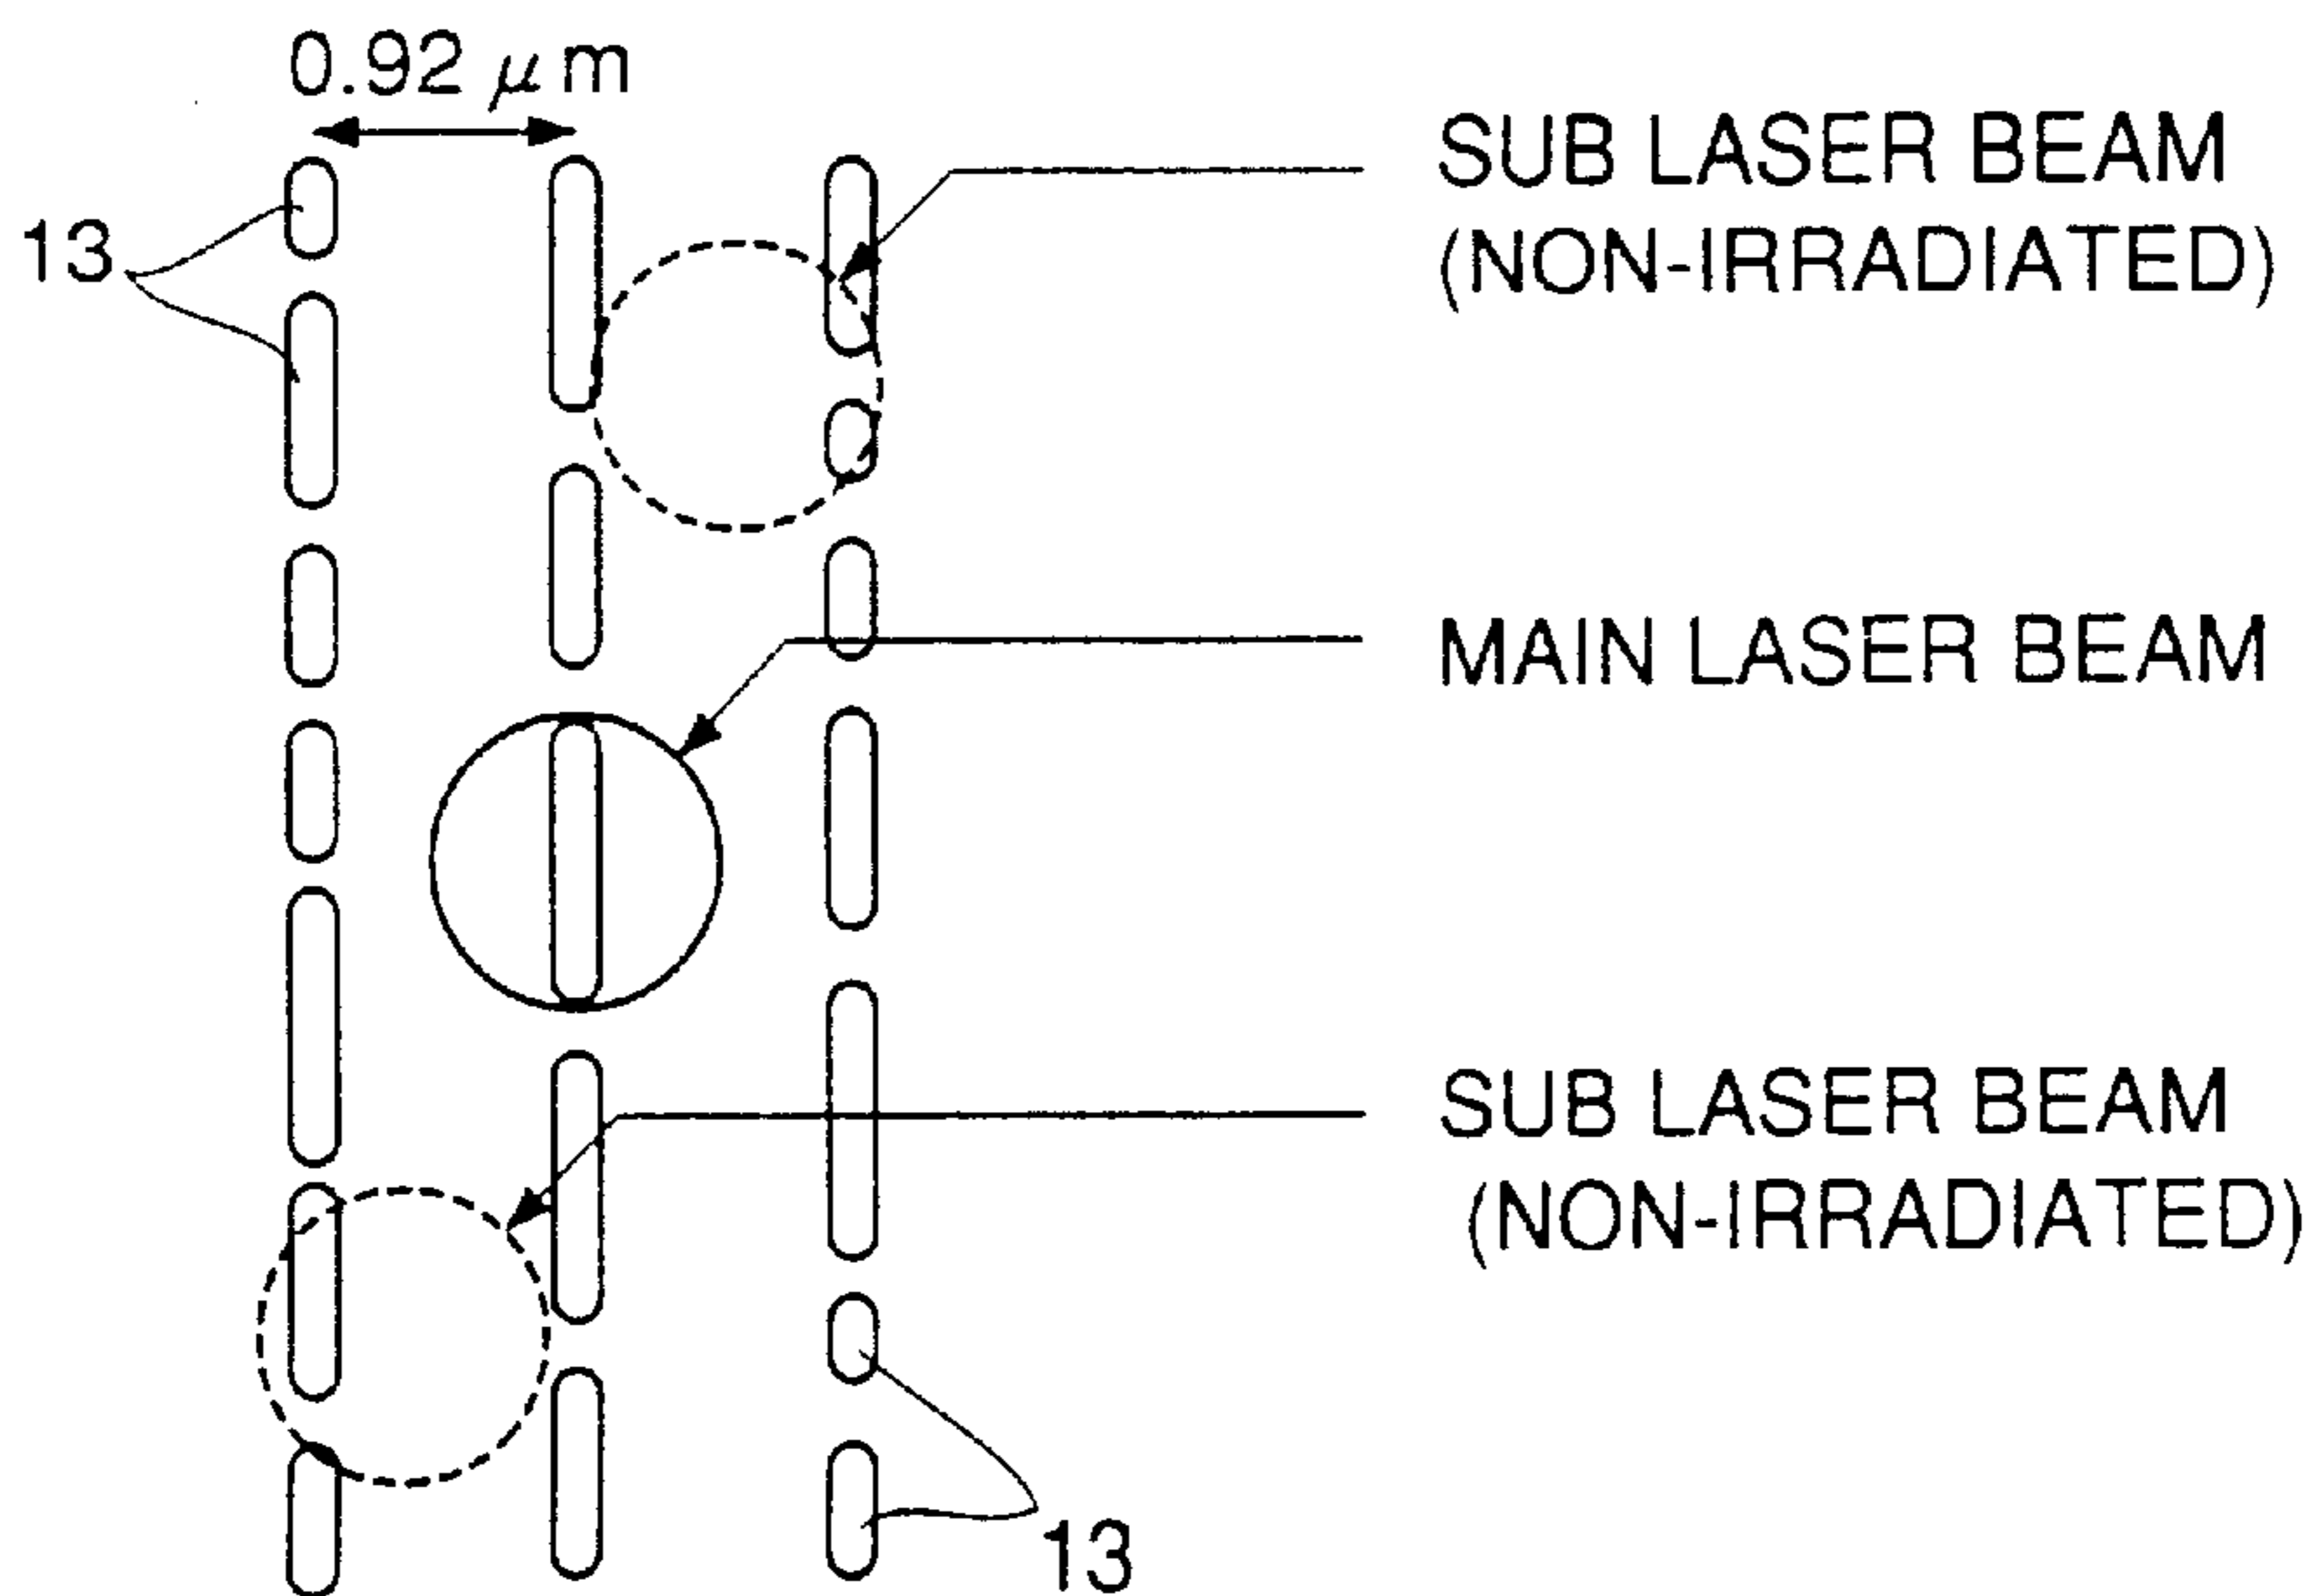 0.92 μm
13
SUB LASER BEAM
(NON-IRRADIATED)
MAIN LASER BEAM
SUB LASER BEAM
(NON-IRRADIATED)
13